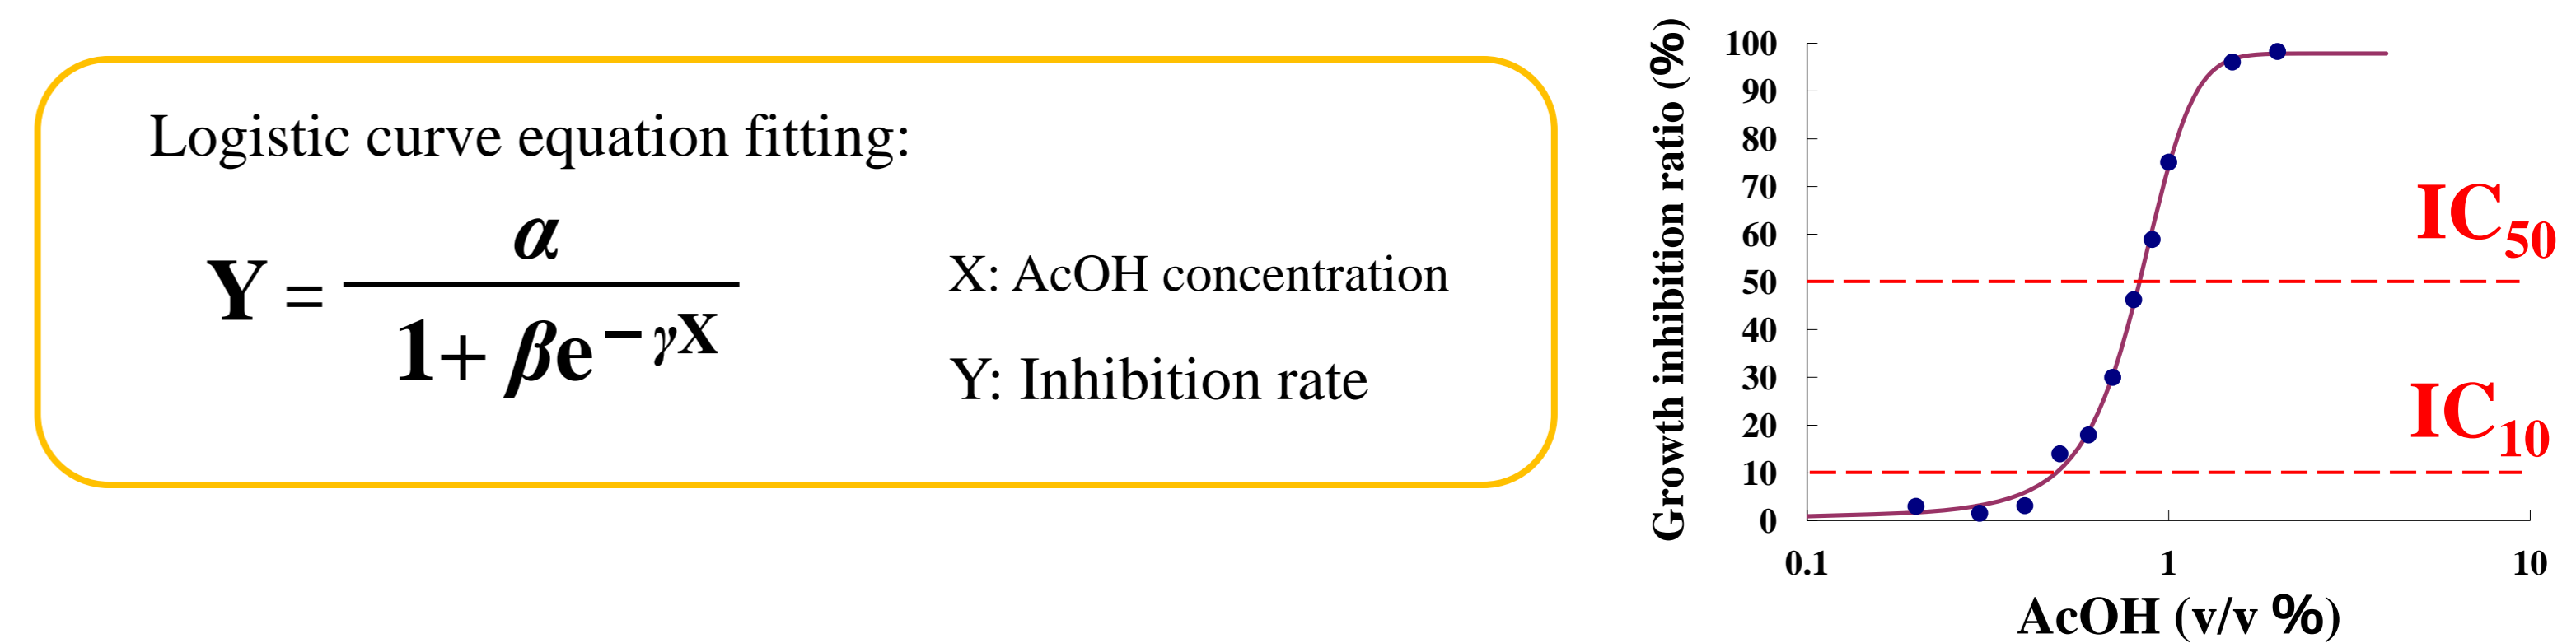 Logistic curve equation fitting:
Y = α / 1+ βe^−γX
X: AcOH concentration
Y: Inhibition rate
Growth inhibition ratio (%)
100
90
80
70
60
50
40
30
20
10
0
0.1 1 10
AcOH (v/v %)
IC50
IC10